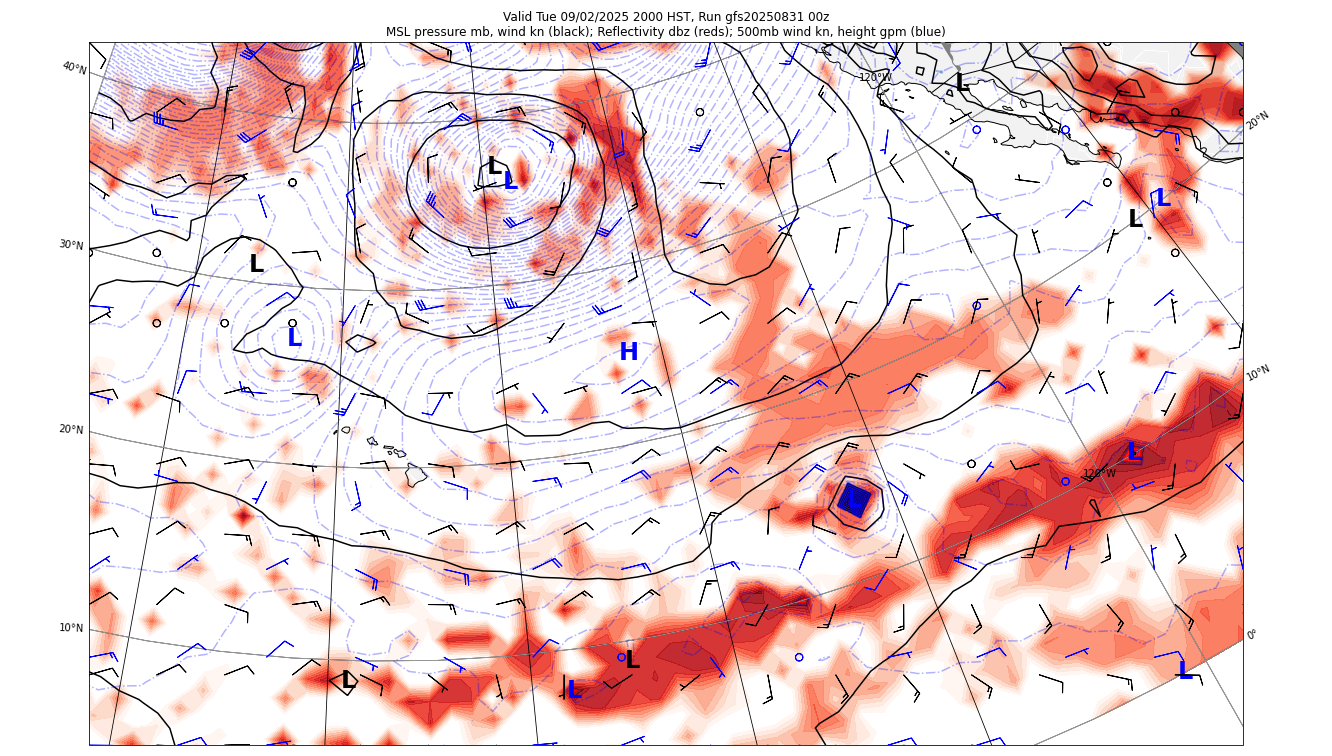 Valid Tue 09/02/2025 2000 HST, Run gfs20250831 00z
MSL pressure mb, wind kn (black); Reflectivity dbz (reds); 500mb wind kn, height gpm (blue)
40°N
120°W
L
20°N
L
L
L
L
30°N
L
L
H
10°N
20°N
L
120°W
10°N
0°
L
L
L
L